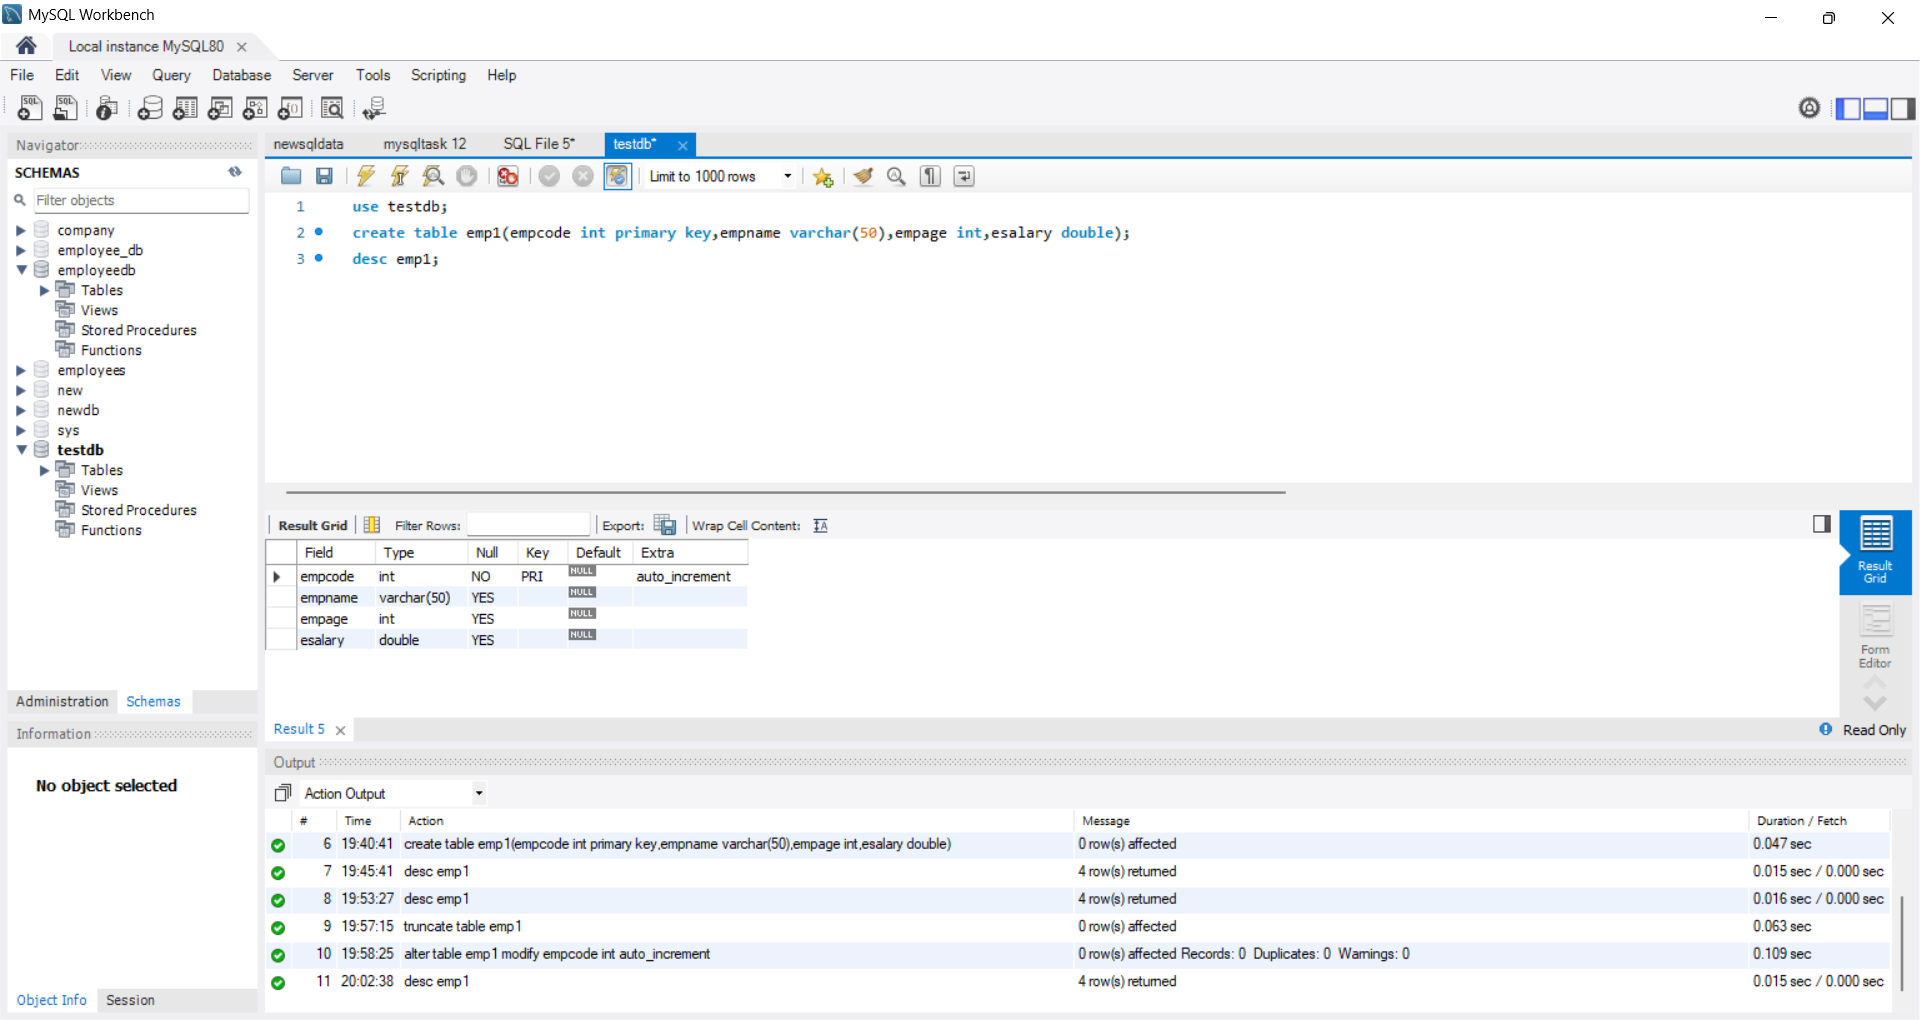 MySQL Workbench
Local instance MySQL80
File Edit View Query Database Server Tools Scripting Help
Navigator
SCHEMAS
Filter objects
company
employee_db
employeedb
Tables
Views
Stored Procedures
Functions
employees
new
newdb
sys
testdb
Tables
Views
Stored Procedures
Functions
Administration Schemas
Information
No object selected
Object Info Session
newsqldata mysqltask 12 SQL File 5* testdb*
Limit to 1000 rows
1 use testdb;
2 create table emp1(empcode int primary key,empname varchar(50),empage int,esalary double);
3 desc emp1;
Result Grid Filter Rows: Export: Wrap Cell Content:
Field Type Null Key Default Extra
empcode int NO PRI NULL auto_increment
empname varchar(50) YES NULL
empage int YES NULL
esalary double YES NULL
Result Grid
Form Editor
Result 5
Read Only
Output
Action Output
# Time Action Message Duration / Fetch
6 19:40:41 create table emp1(empcode int primary key,empname varchar(50),empage int,esalary double) 0 row(s) affected 0.047 sec
7 19:45:41 desc emp1 4 row(s) returned 0.015 sec / 0.000 sec
8 19:53:27 desc emp1 4 row(s) returned 0.016 sec / 0.000 sec
9 19:57:15 truncate table emp1 0 row(s) affected 0.063 sec
10 19:58:25 alter table emp1 modify empcode int auto_increment 0 row(s) affected Records: 0 Duplicates: 0 Warnings: 0 0.109 sec
11 20:02:38 desc emp1 4 row(s) returned 0.015 sec / 0.000 sec